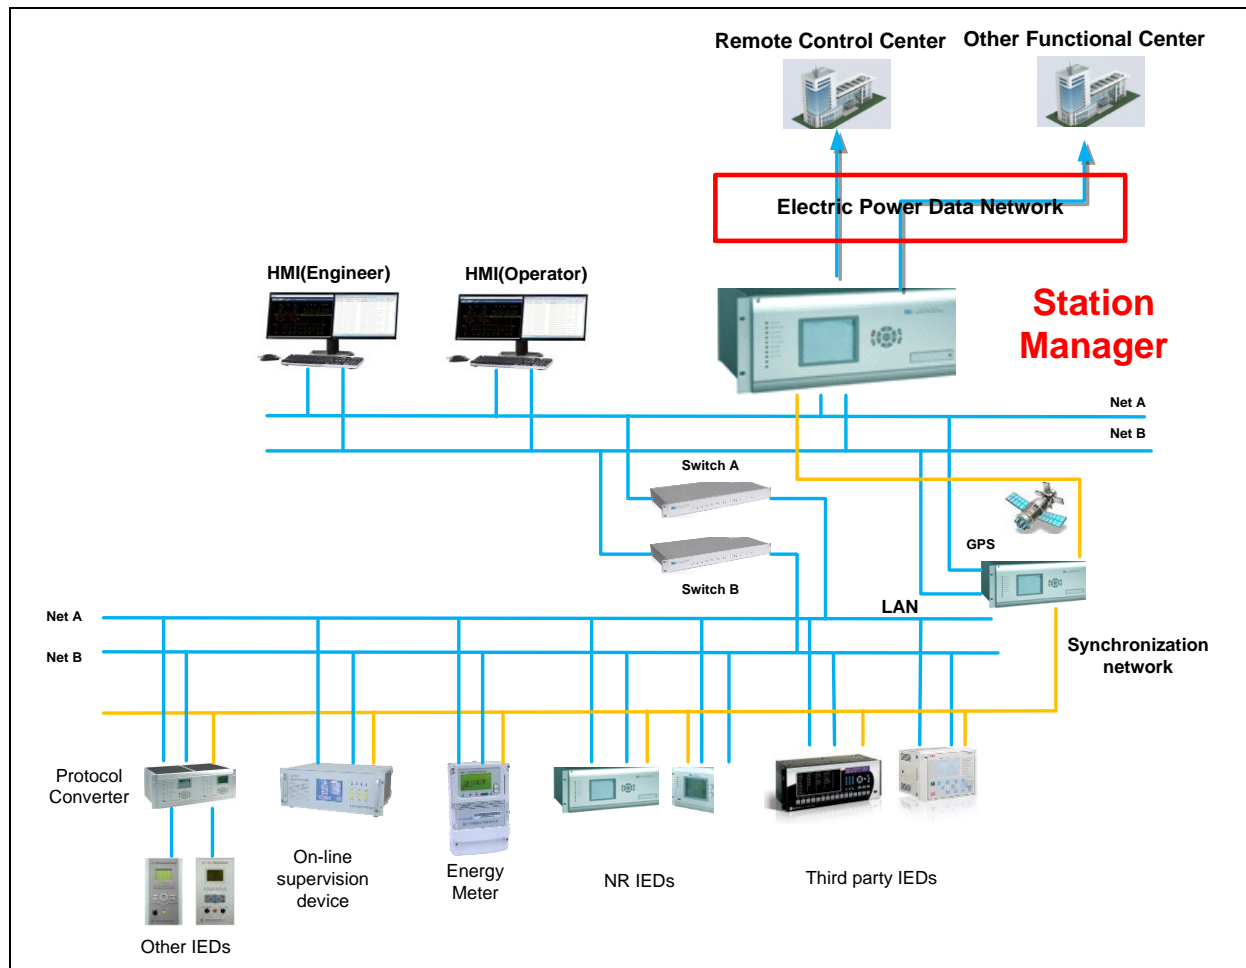 Remote Control Center
Other Functional Center
Electric Power Data Network
HMI(Engineer)
HMI(Operator)
Station
Manager
Net A
Net B
Switch A
GPS
Switch B
LAN
Net A
Net B
Synchronization
network
Protocol
Converter
On-line
supervision
device
Energy
Meter
NR IEDs
Third party IEDs
Other IEDs